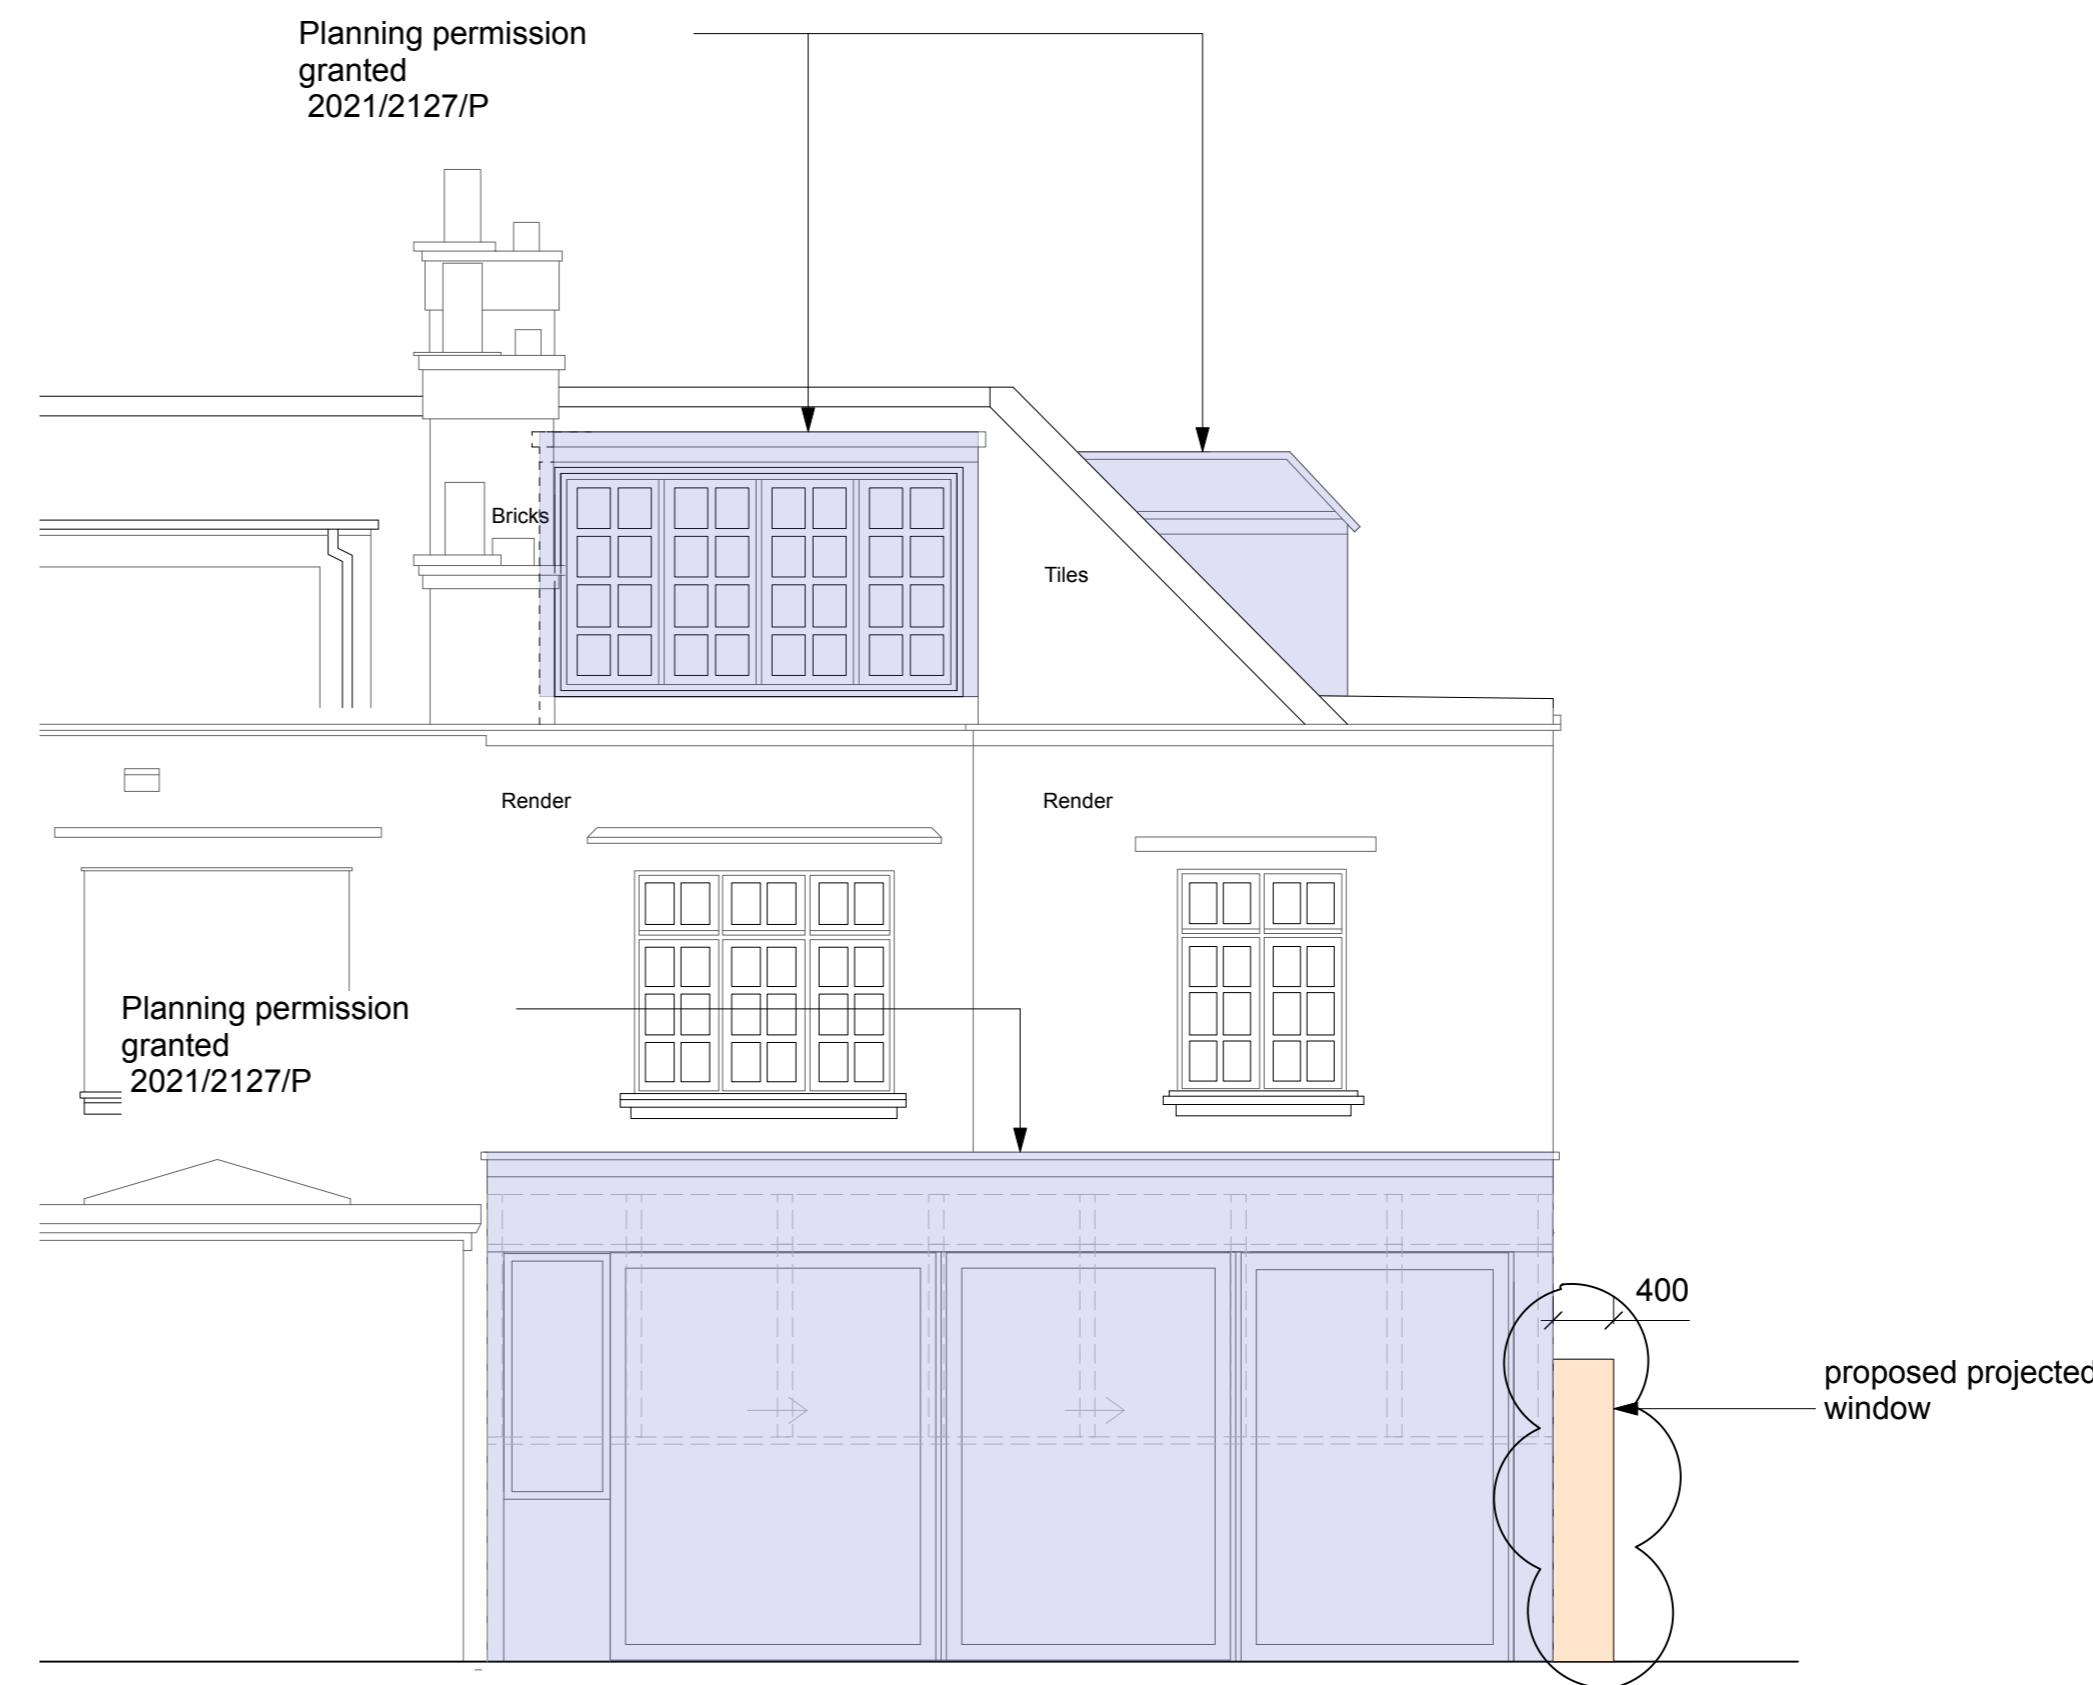 Planning permission
granted
2021/2127/P
Bricks
Tiles
Render
Render
Planning permission
granted
2021/2127/P
400
proposed projected
window